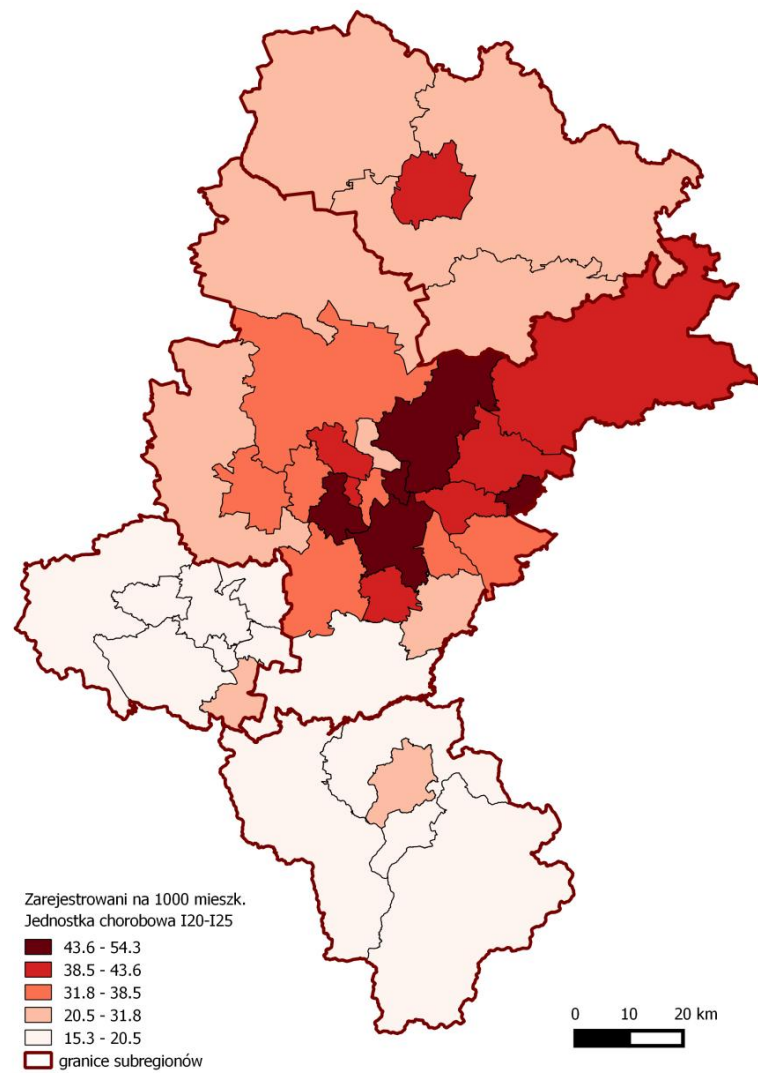 Zarejestrowani na 1000 mieszk.
Jednostka chorobowa I20-I25
43.6 - 54.3
38.5 - 43.6
31.8 - 38.5
20.5 - 31.8
15.3 - 20.5
granice subregionów
0 10 20 km